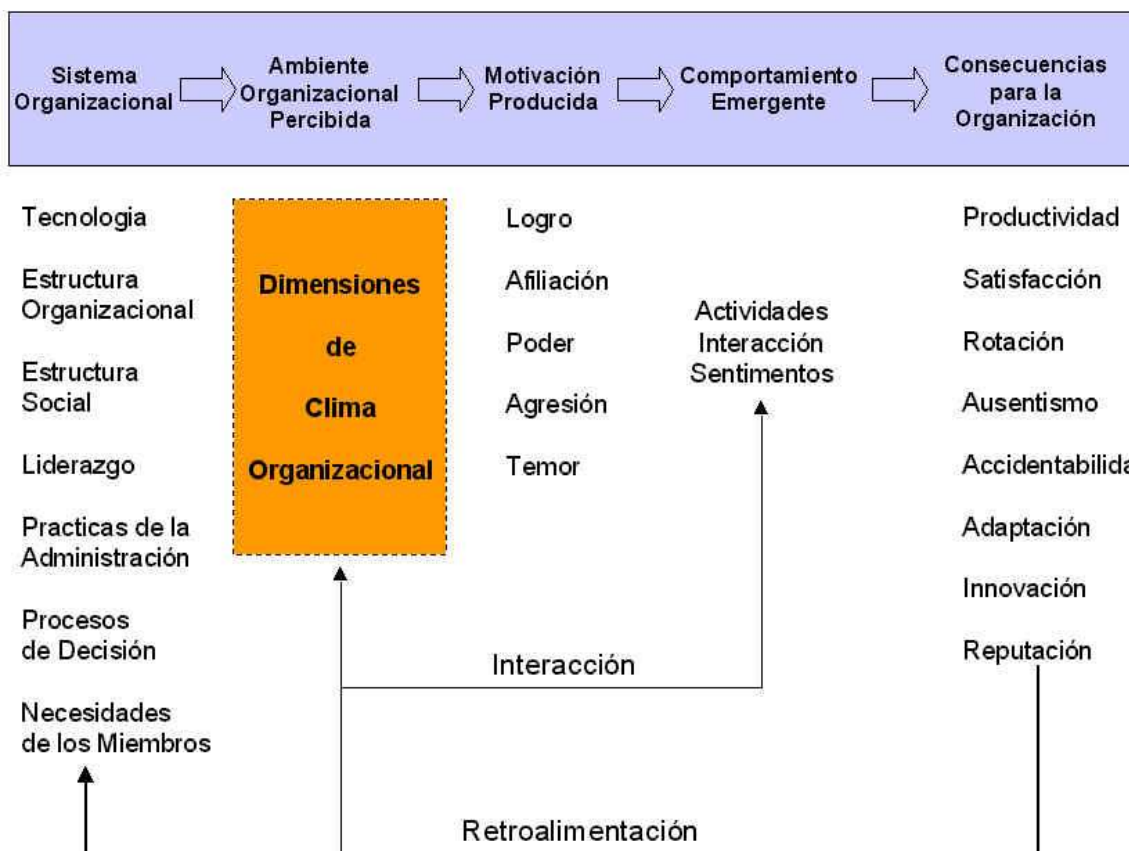 Sistema
Organizacional
Ambiente
Organizacional
Percibida
Motivación
Producida
Comportamiento
Emergente
Consecuencias
para la
Organización
Tecnologia
Estructura
Organizacional
Estructura
Social
Liderazgo
Practicas de la
Administración
Procesos
de Decisión
Necesidades
de los Miembros
Dimensiones
de
Clima
Organizacional
Logro
Afiliación
Poder
Agresión
Temor
Actividades
Interacción
Sentimentos
Productividad
Satisfacción
Rotación
Ausentismo
Accidentabilida
Adaptación
Innovación
Reputación
Interacción
Retroalimentación